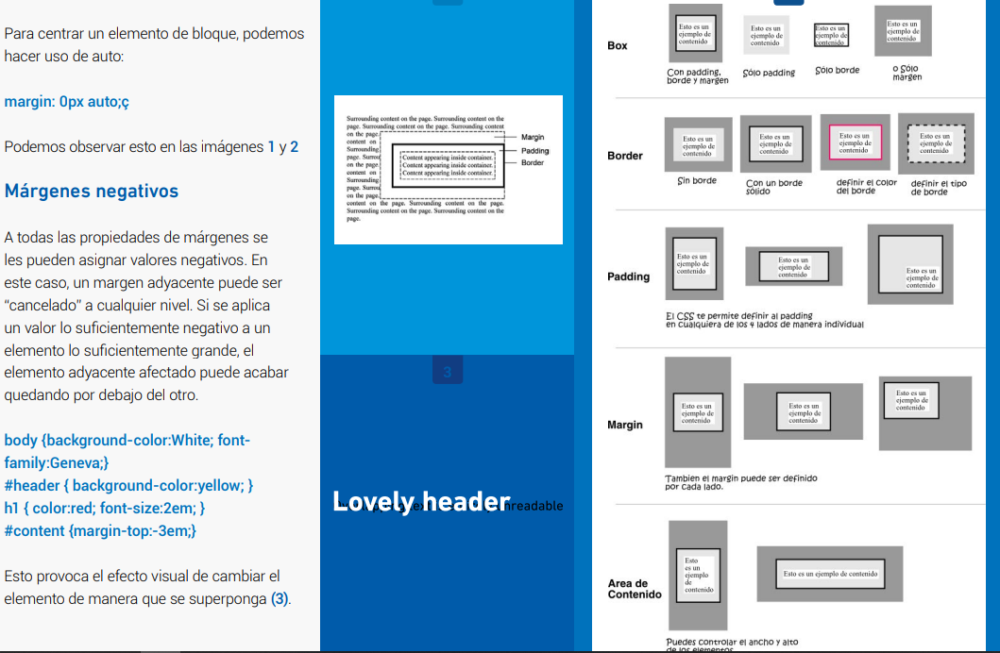 Para centrar un elemento de bloque, podemos
hacer uso de auto:
margin: 0px auto;ç
Podemos observar esto en las imágenes 1 y 2
Márgenes negativos
A todas las propiedades de márgenes se
les pueden asignar valores negativos. En
este caso, un margen adyacente puede ser
“cancelado” a cualquier nivel. Si se aplica
un valor lo suficientemente negativo a un
elemento lo suficientemente grande, el
elemento adyacente afectado puede acabar
quedando por debajo del otro.
body {background-color:White; font-
family:Geneva;}
#header { background-color:yellow; }
h1 { color:red; font-size:2em; }
#content {margin-top:-3em;}
Esto provoca el efecto visual de cambiar el
elemento de manera que se superponga (3).
Surrounding content on the page. Surrounding content on the
page. Surrounding content on the page. Surrounding content
on the page.
content on
Surrounding
page. Surrou
on the page.
content on
Surrounding
page. Surrou
on the page.
content on the page. Surrounding content on the page.
Surrounding content on the page. Surrounding content on the
page.
Content appearing inside container.
Content appearing inside container.
Content appearing inside container.
Margin
Padding
Border
3
Lovely header
unreadable
Box
Esto es un
ejemplo de
contenido
Esto es un
ejemplo de
contenido
Esto es un
ejemplo de
contenido
Esto es un
ejemplo de
contenido
Con padding,
borde y margen
Sólo padding
Sólo borde
o Sólo
margen
Border
Esto es un
ejemplo de
contenido
Esto es un
ejemplo de
contenido
Esto es un
ejemplo de
contenido
Esto es un
ejemplo de
contenido
Sin borde
Con un borde
sólido
definir el color
del borde
definir el tipo
de borde
Padding
Esto es un
ejemplo de
contenido
Esto es un
ejemplo de
contenido
Esto es un
ejemplo de
contenido
El CSS te permite definir al padding
en cualquiera de los 4 lados de manera individual
Margin
Esto es un
ejemplo de
contenido
Esto es un
ejemplo de
contenido
Esto es un
ejemplo de
contenido
Tambien el margin puede ser definido
por cada lado.
Area de
Contenido
Esto
es un
ejemplo
de
contenido
Esto es un ejemplo de contenido
Puedes controlar el ancho y alto
de los elementos